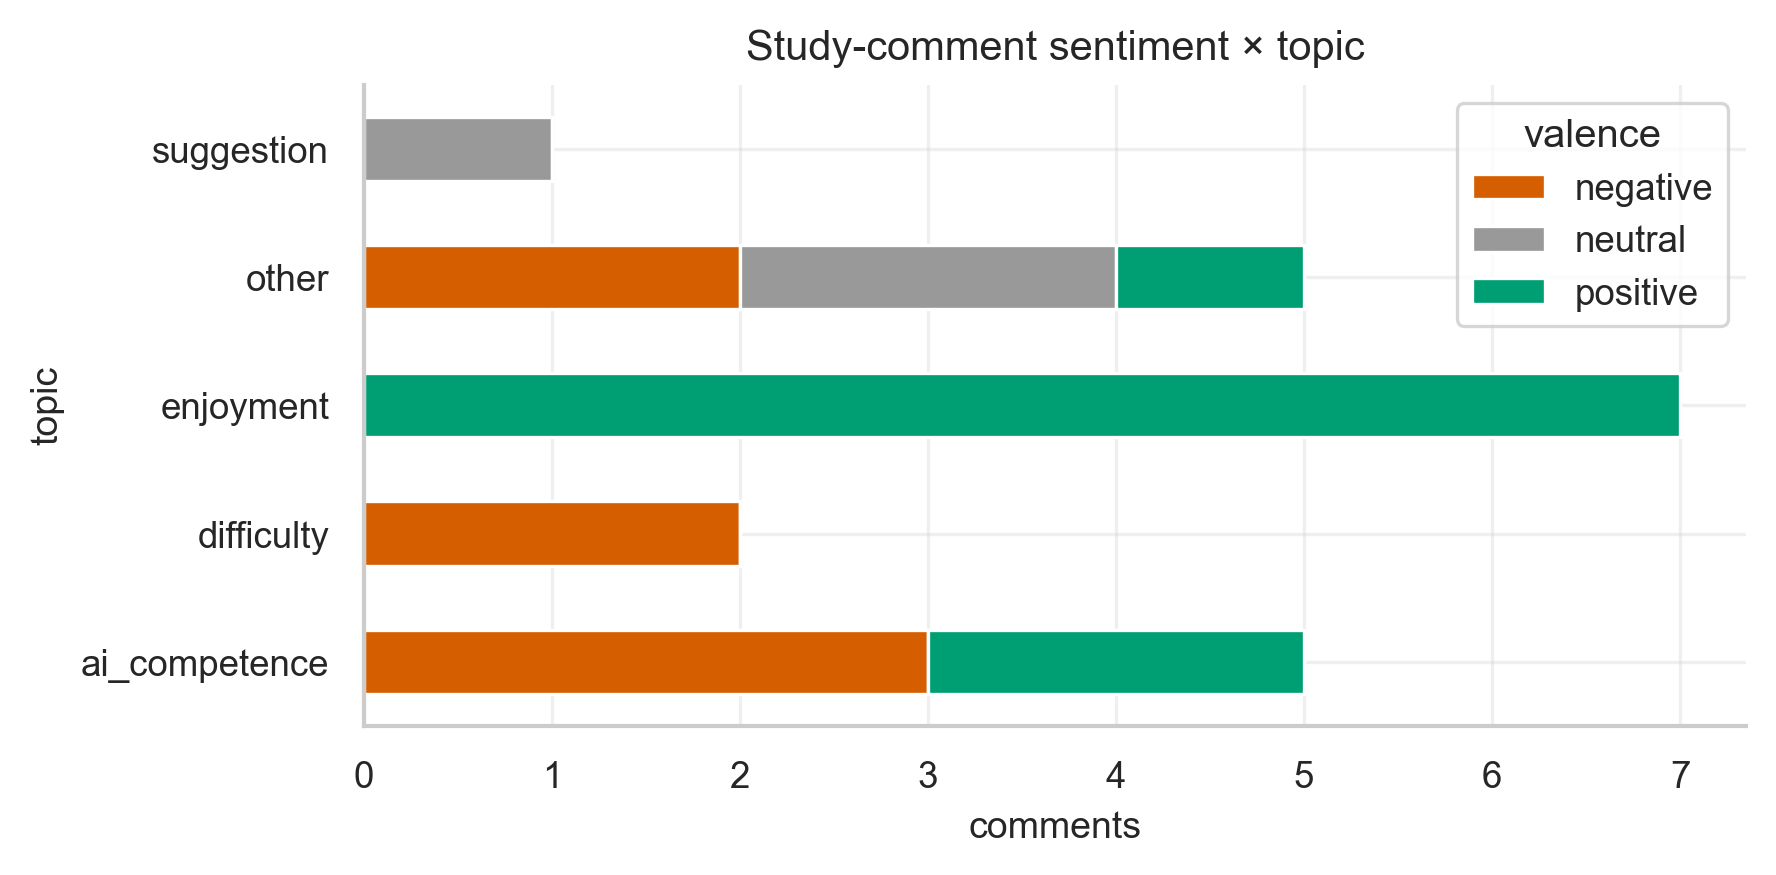 Study-comment sentiment × topic
valence
negative
neutral
positive
suggestion
other
enjoyment
difficulty
ai_competence
topic
0 1 2 3 4 5 6 7
comments